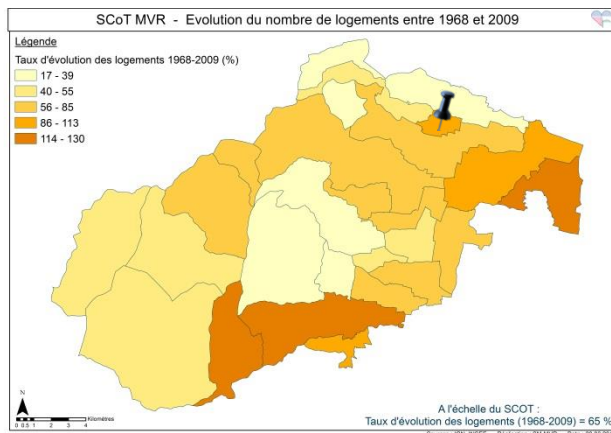 SCoT MVR - Evolution du nombre de logements entre 1968 et 2009
Légende
Taux d'évolution des logements 1968-2009 (%)
17 - 39
40 - 55
56 - 85
86 - 113
114 - 130
N
0 0.5 1 2 3 4
Kilomètres
A l'échelle du SCOT :
Taux d'évolution des logements (1968-2009) = 65 %